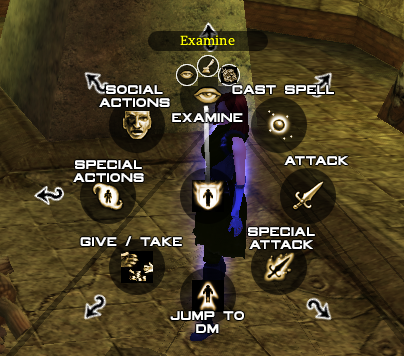 Examine
SOCIAL
ACTIONS
CAST SPELL
EXAMINE
SPECIAL
ACTIONS
ATTACK
GIVE / TAKE
SPECIAL
ATTACK
JUMP TO
DM